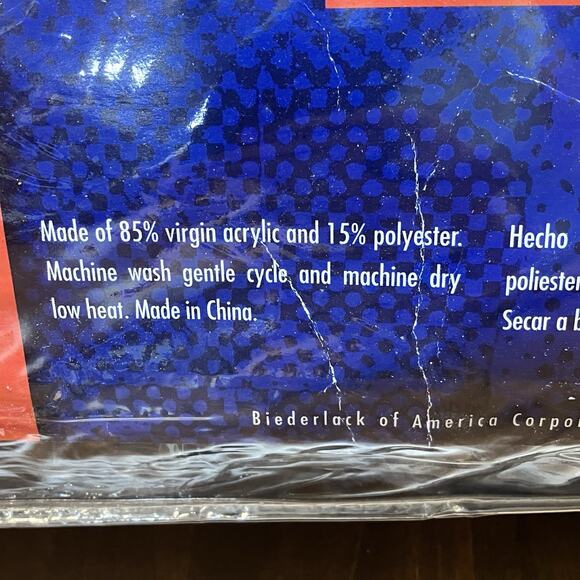 Made of 85% virgin acrylic and 15% polyester.
Machine wash gentle cycle and machine dry
low heat. Made in China.
Hecho
poliester
Secar a b
Biederlack of America Corpor